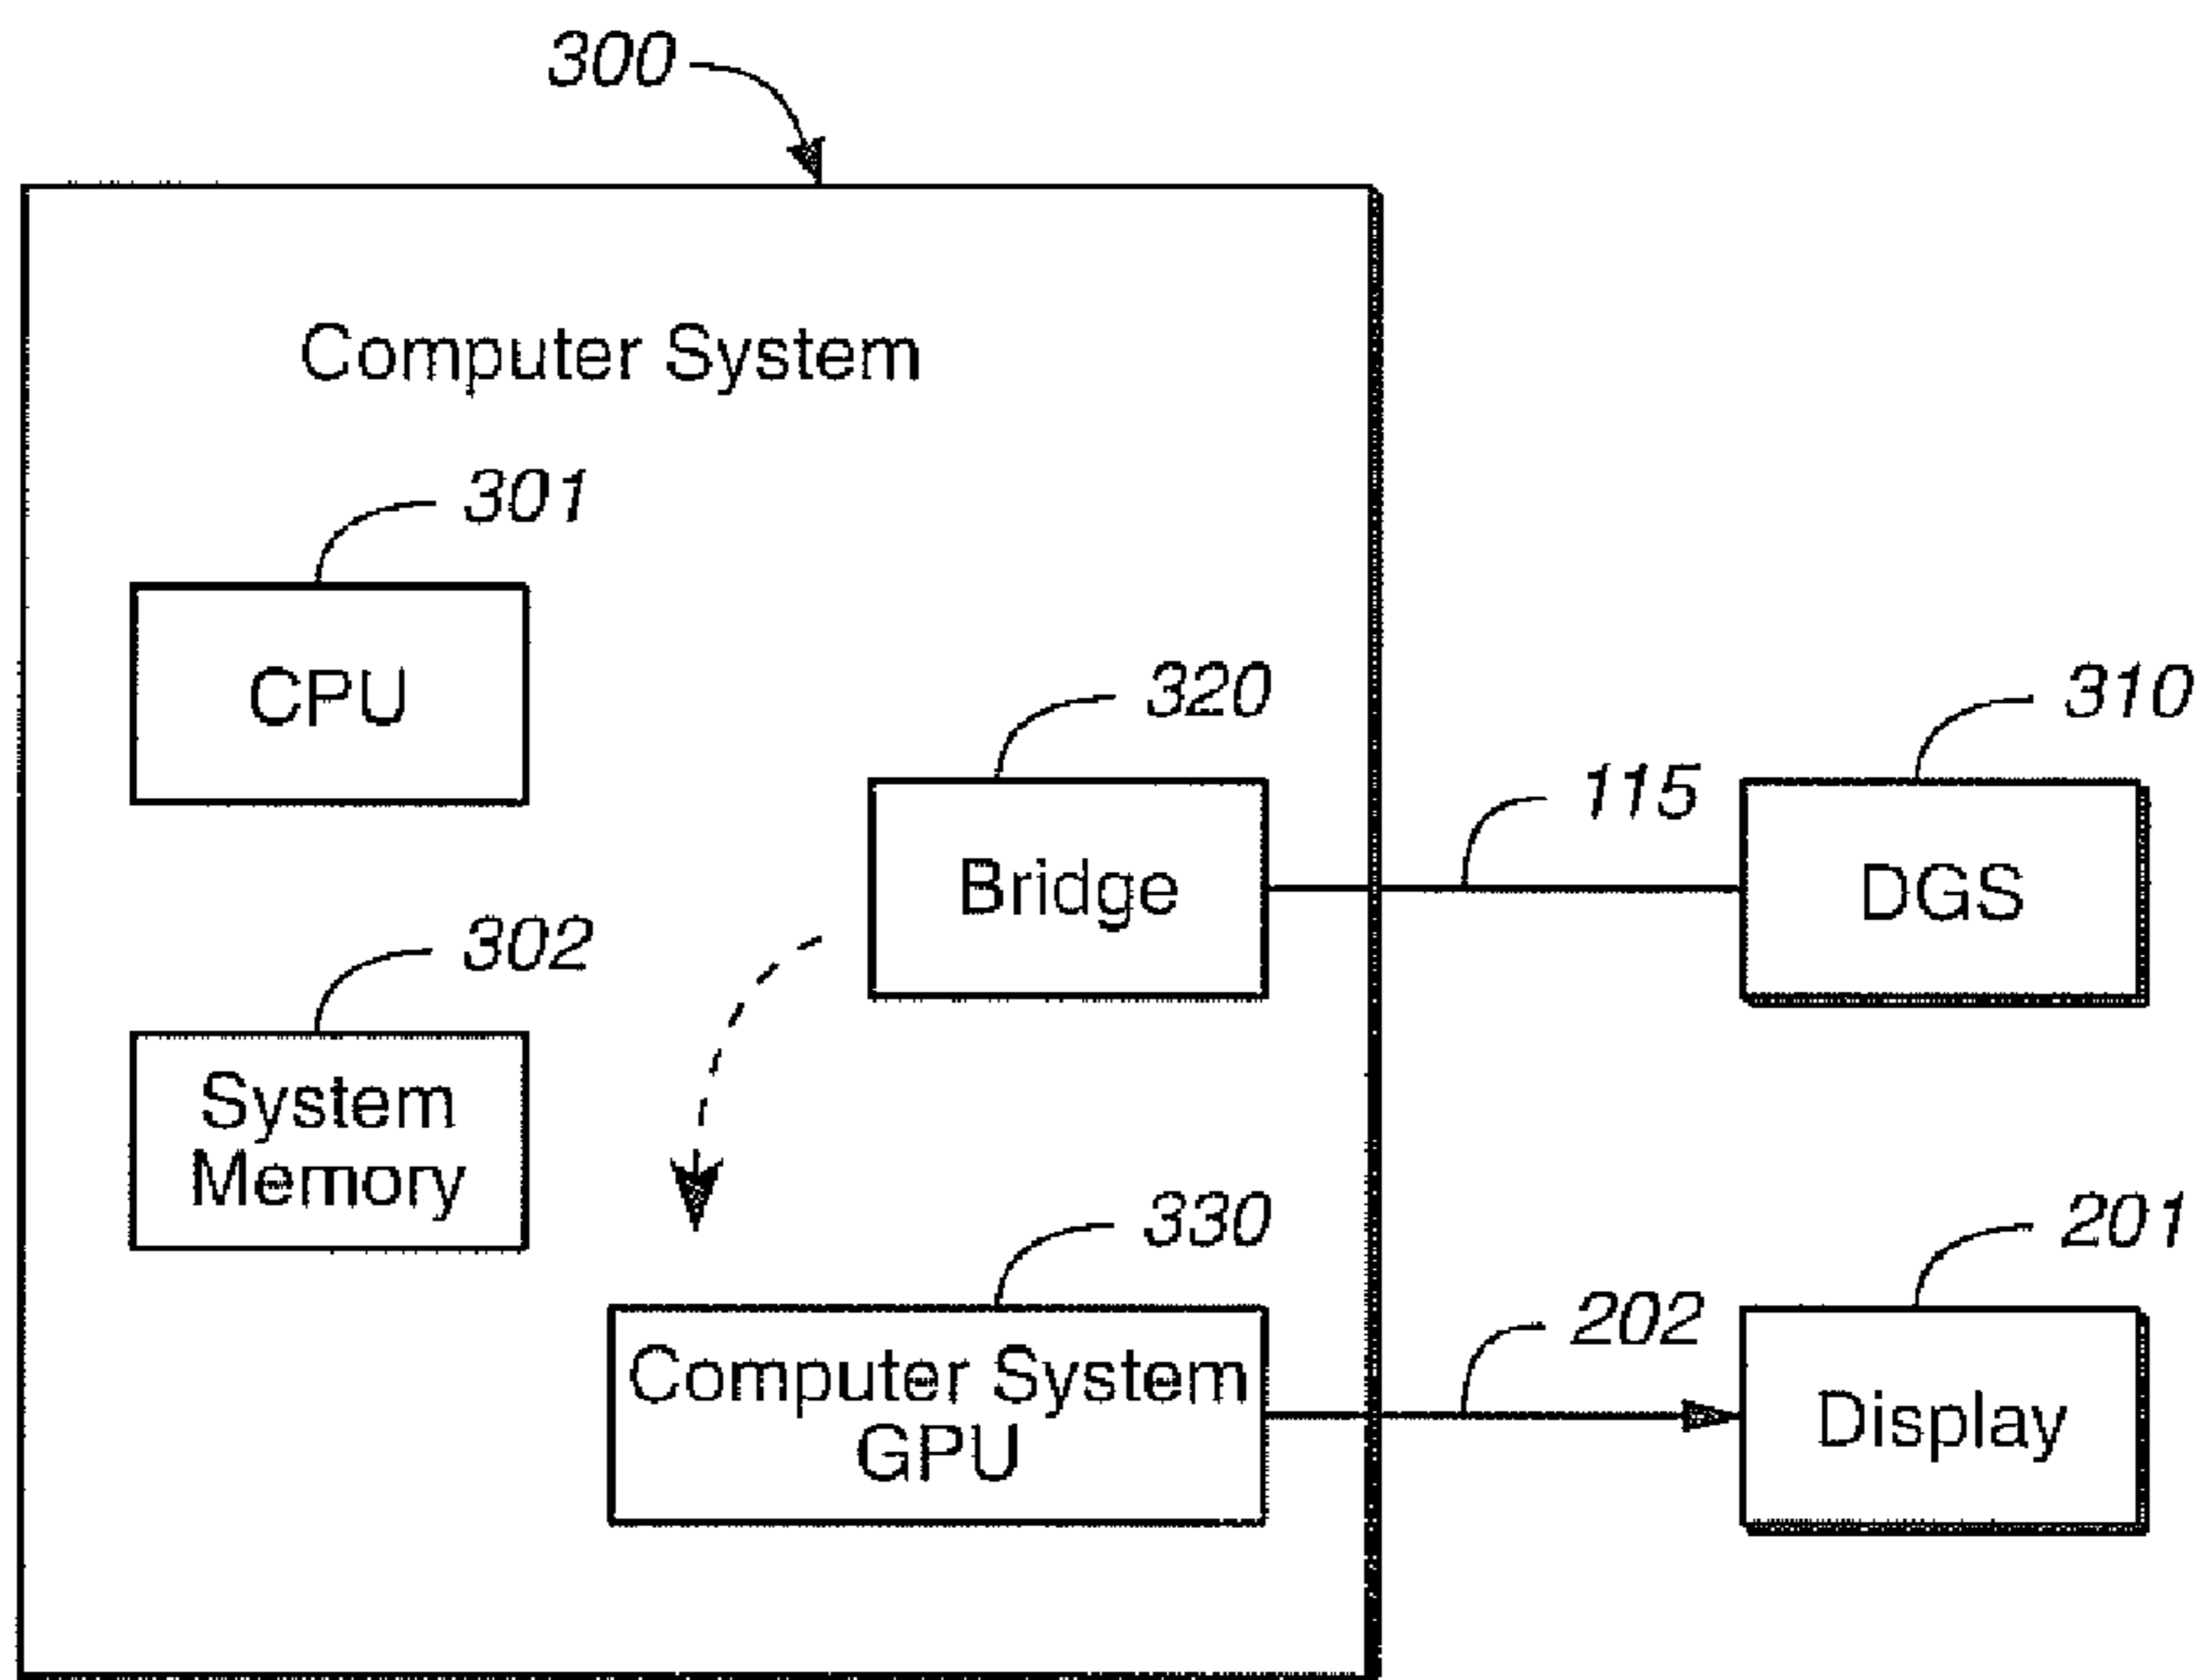 300
Computer System
301
CPU
320
310
115
Bridge
DGS
302
System
Memory
330
201
202
Computer System
GPU
Display